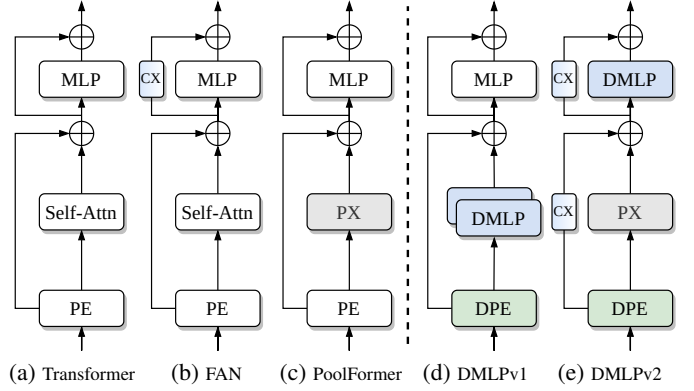 MLP
CX
MLP
MLP
MLP
CX
DMLP
Self-Attn
Self-Attn
PX
DMLP
CX
PX
PE
PE
PE
DPE
DPE
(a) Transformer
(b) FAN
(c) PoolFormer
(d) DMLPv1
(e) DMLPv2